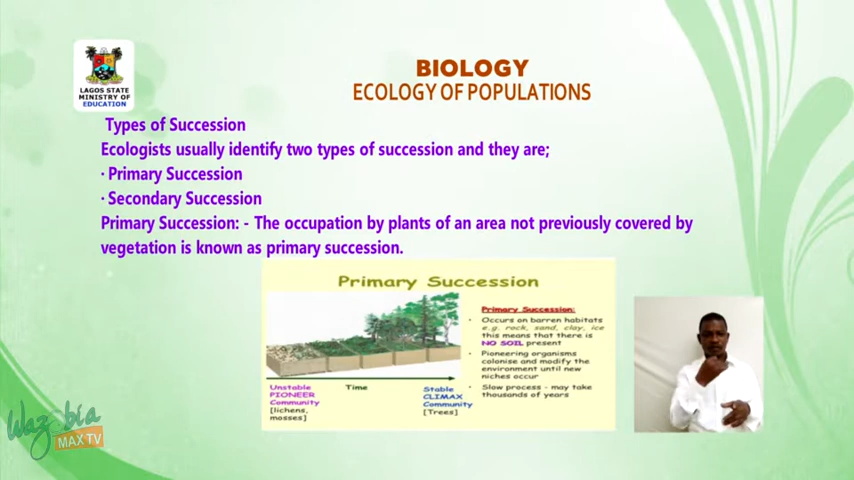 LAGOS STATE
MINISTRY OF
EDUCATION
BIOLOGY
ECOLOGY OF POPULATIONS
Types of Succession
Ecologists usually identify two types of succession and they are;
· Primary Succession
· Secondary Succession
Primary Succession: - The occupation by plants of an area not previously covered by
vegetation is known as primary succession.
Primary Succession
Primary Succession:
• Occurs on barren habitats
e.g. rock, sand, clay, ice
this means that there is
NO SOIL present
• Pioneering organisms
colonise and modify the
environment until new
niches occur
• Slow process - may take
thousands of years
Unstable
PIONEER
Community
[lichens,
mosses]
Time
Stable
CLIMAX
Community
[Trees]
Wazobia
MAX TV